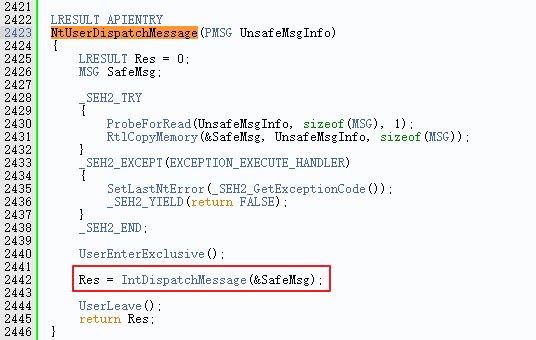 2421
2422 LRESULT APIENTRY
2423 NtUserDispatchMessage(PMSG UnsafeMsgInfo)
2424 {
2425     LRESULT Res = 0;
2426     MSG SafeMsg;
2427
2428     _SEH2_TRY
2429     {
2430         ProbeForRead(UnsafeMsgInfo, sizeof(MSG), 1);
2431         RtlCopyMemory(&SafeMsg, UnsafeMsgInfo, sizeof(MSG));
2432     }
2433     _SEH2_EXCEPT(EXCEPTION_EXECUTE_HANDLER)
2434     {
2435         SetLastNtError(_SEH2_GetExceptionCode());
2436         _SEH2_YIELD(return FALSE);
2437     }
2438     _SEH2_END;
2439
2440     UserEnterExclusive();
2441
2442     Res = IntDispatchMessage(&SafeMsg);
2443
2444     UserLeave();
2445     return Res;
2446 }